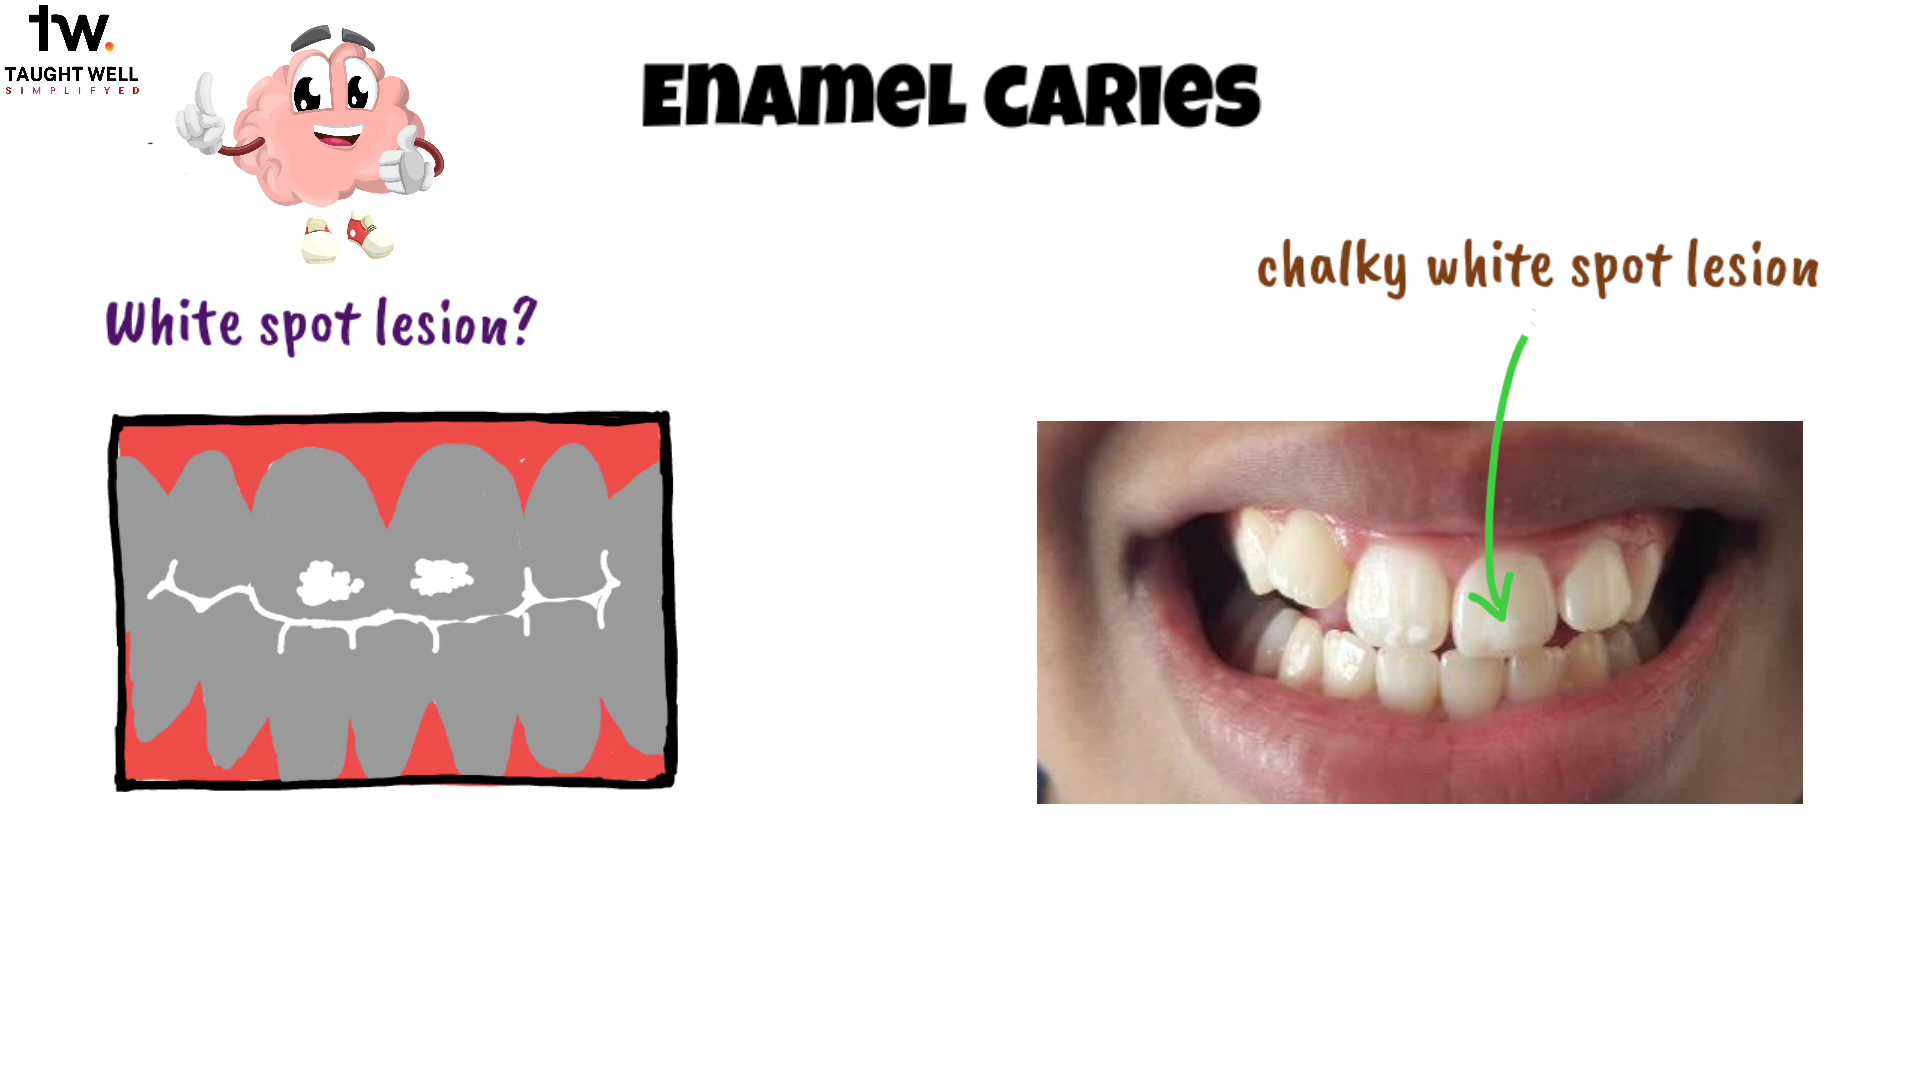 tw.
TAUGHT WELL
SIMPLIFYED
ENAMEL CARIES
White spot lesion?
chalky white spot lesion